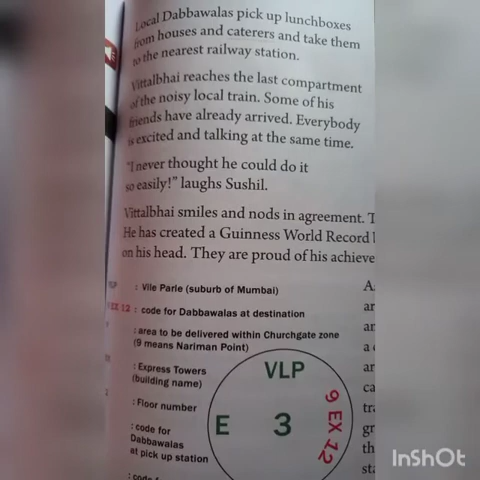 Local Dabbawalas pick up lunchboxes
from houses and caterers and take them
to the nearest railway station.
Vittalbhai reaches the last compartment
of the noisy local train. Some of his
friends have already arrived. Everybody
is excited and talking at the same time.
"I never thought he could do it
so easily!" laughs Sushil.
Vittalbhai smiles and nods in agreement. T
He has created a Guinness World Record
on his head. They are proud of his achieve
: Vile Parle (suburb of Mumbai)
EX 12 : code for Dabbawalas at destination
: area to be delivered within Churchgate zone
(9 means Nariman Point)
: Express Towers
(building name)
: Floor number
: code for
Dabbawalas
at pick up station
VLP
E 3
9 EX 12
InShOt